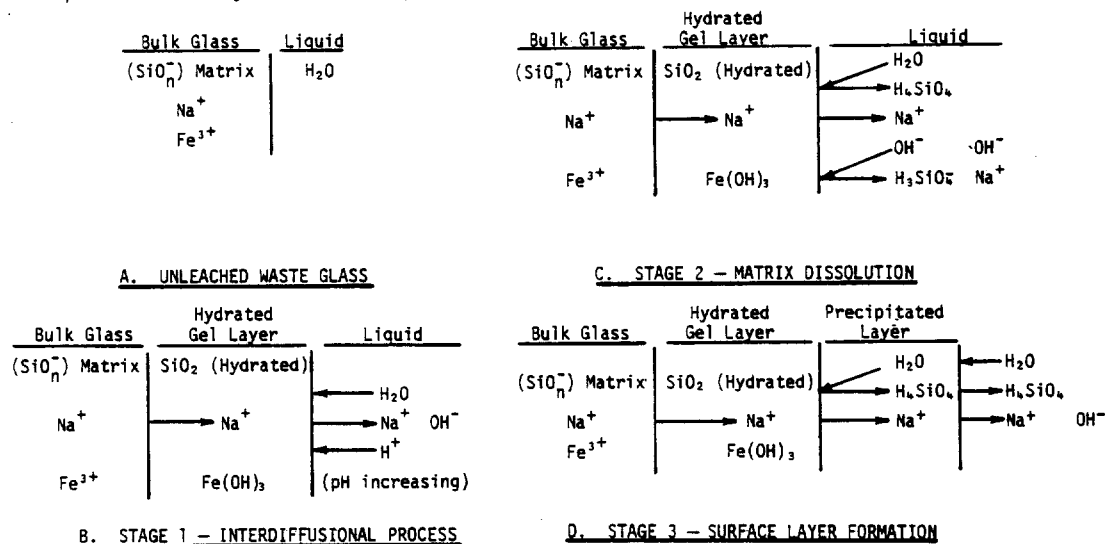 Bulk Glass Liquid
(SiO⁻ₙ) Matrix H₂O
Na⁺
Fe³⁺
A. UNLEACHED WASTE GLASS
Hydrated
Bulk Glass Gel Layer Liquid
(SiO⁻ₙ) Matrix SiO₂ (Hydrated) H₂O
H₄SiO₄
Na⁺ Na⁺ Na⁺
OH⁻ OH⁻
Fe³⁺ Fe(OH)₃ H₃SiO₄⁻ Na⁺
C. STAGE 2 — MATRIX DISSOLUTION
Hydrated
Bulk Glass Gel Layer Liquid
(SiO⁻ₙ) Matrix SiO₂ (Hydrated)
H₂O
Na⁺ Na⁺ Na⁺ OH⁻
H⁺
Fe³⁺ Fe(OH)₃ (pH increasing)
B. STAGE 1 — INTERDIFFUSIONAL PROCESS
Hydrated Precipitated
Bulk Glass Gel Layer Layer
H₂O H₂O
(SiO⁻ₙ) Matrix SiO₂ (Hydrated) H₄SiO₄ H₄SiO₄
Na⁺ Na⁺ Na⁺ Na⁺ OH⁻
Fe³⁺ Fe(OH)₃
D. STAGE 3 — SURFACE LAYER FORMATION